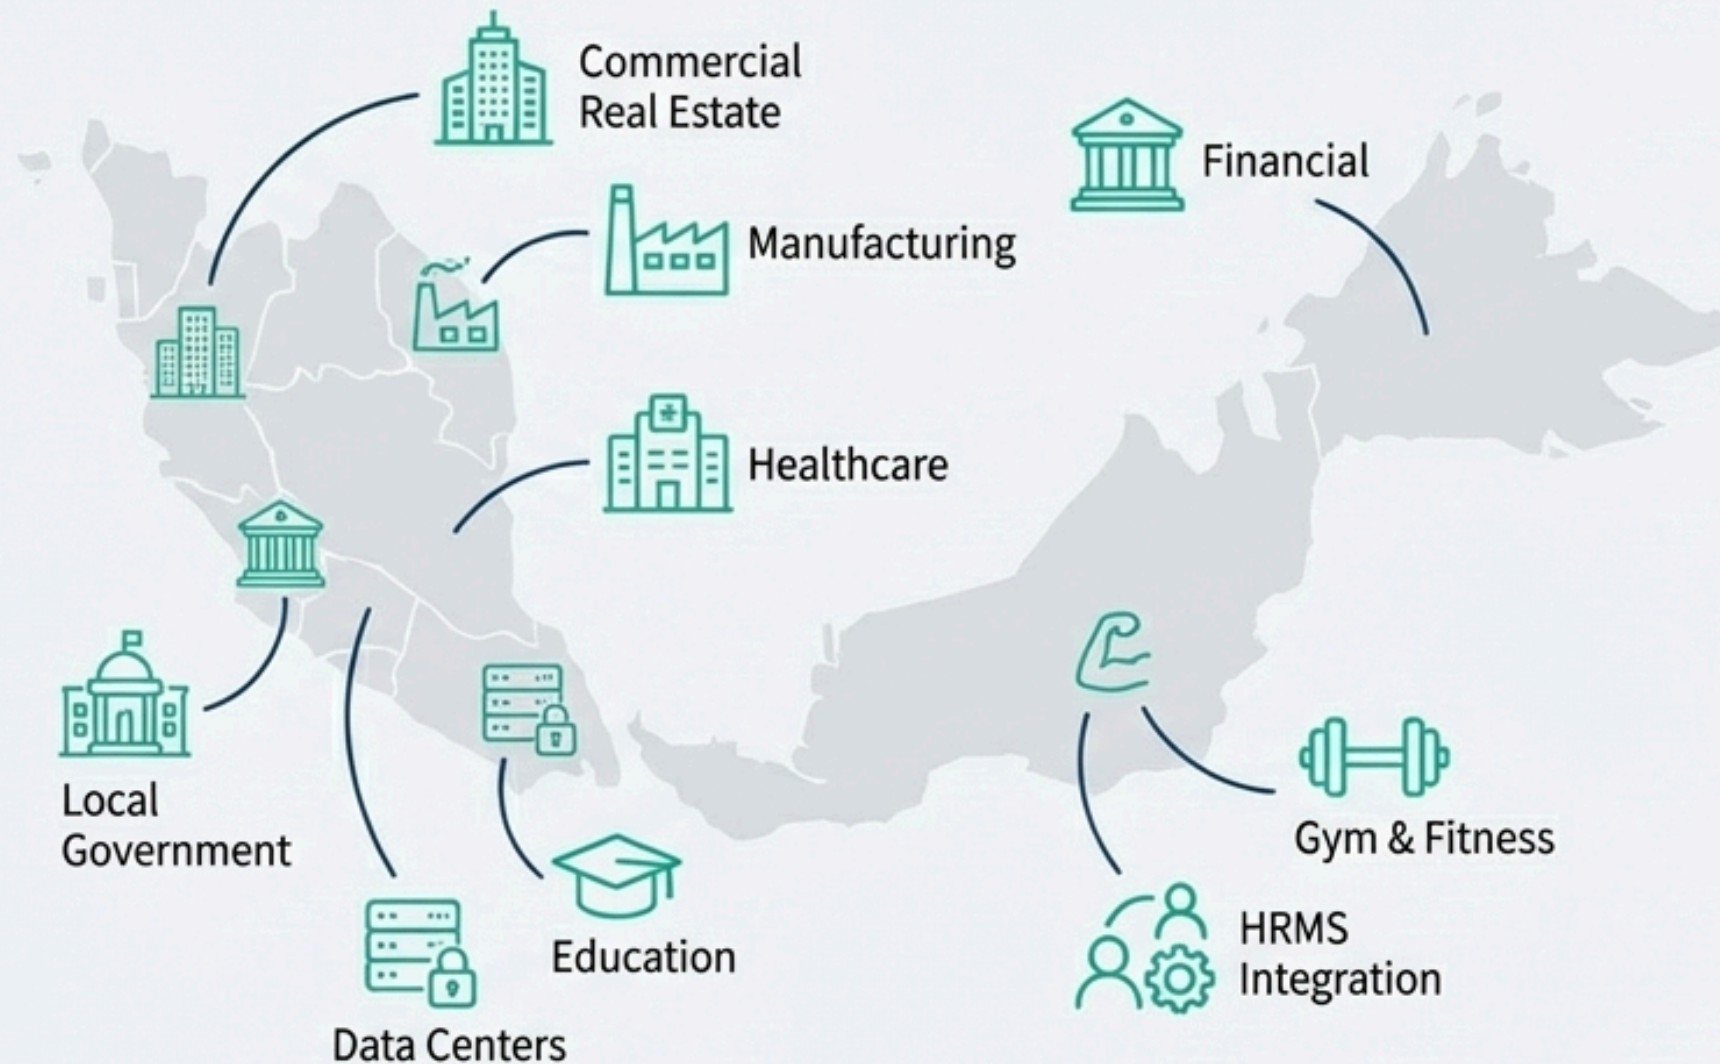 Commercial
Real Estate
Financial
Manufacturing
Healthcare
Local
Government
Gym & Fitness
Education
HRMS
Integration
Data Centers